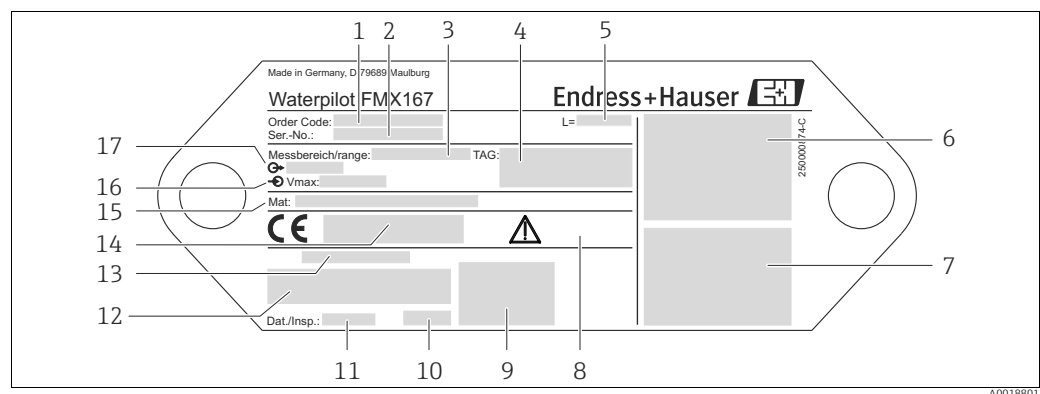 1 2 3 4 5
Made in Germany, D 79689 Maulburg
Waterpilot FMX167
Endress+Hauser
Order Code:
L=
Ser.-No.:
6
17
Messbereich/range:
TAG:
250000874-C
16
Vmax:
15
Mat:
CE
14
13
7
12
Dat./Insp.:
11 10 9 8
A0018801